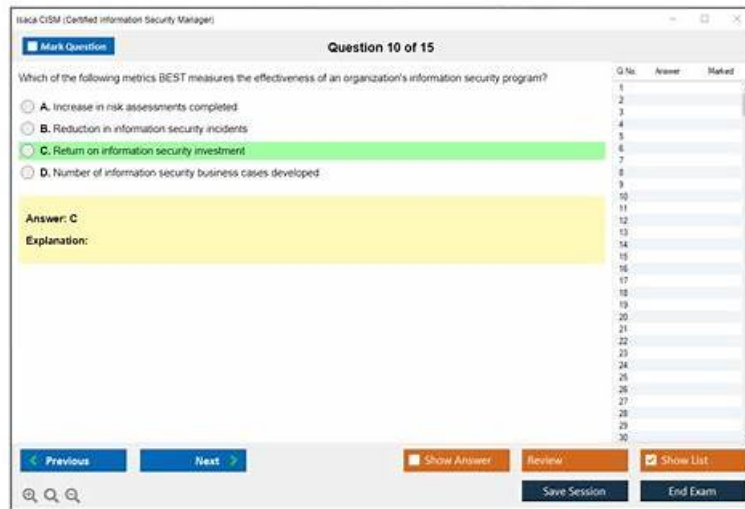 Isaca CISM (Certified Information Security Manager)
Mark Question
Question 10 of 15
Which of the following metrics BEST measures the effectiveness of an organization's information security program?
A. Increase in risk assessments completed
B. Reduction in information security incidents
C. Return on information security investment
D. Number of information security business cases developed
Answer: C
Explanation:
Q.No. Answer Marked
1
2
3
4
5
6
7
8
9
10
11
12
13
14
15
16
17
18
19
20
21
22
23
24
25
26
27
28
29
30
Previous Next Show Answer Review Show List
Save Session End Exam